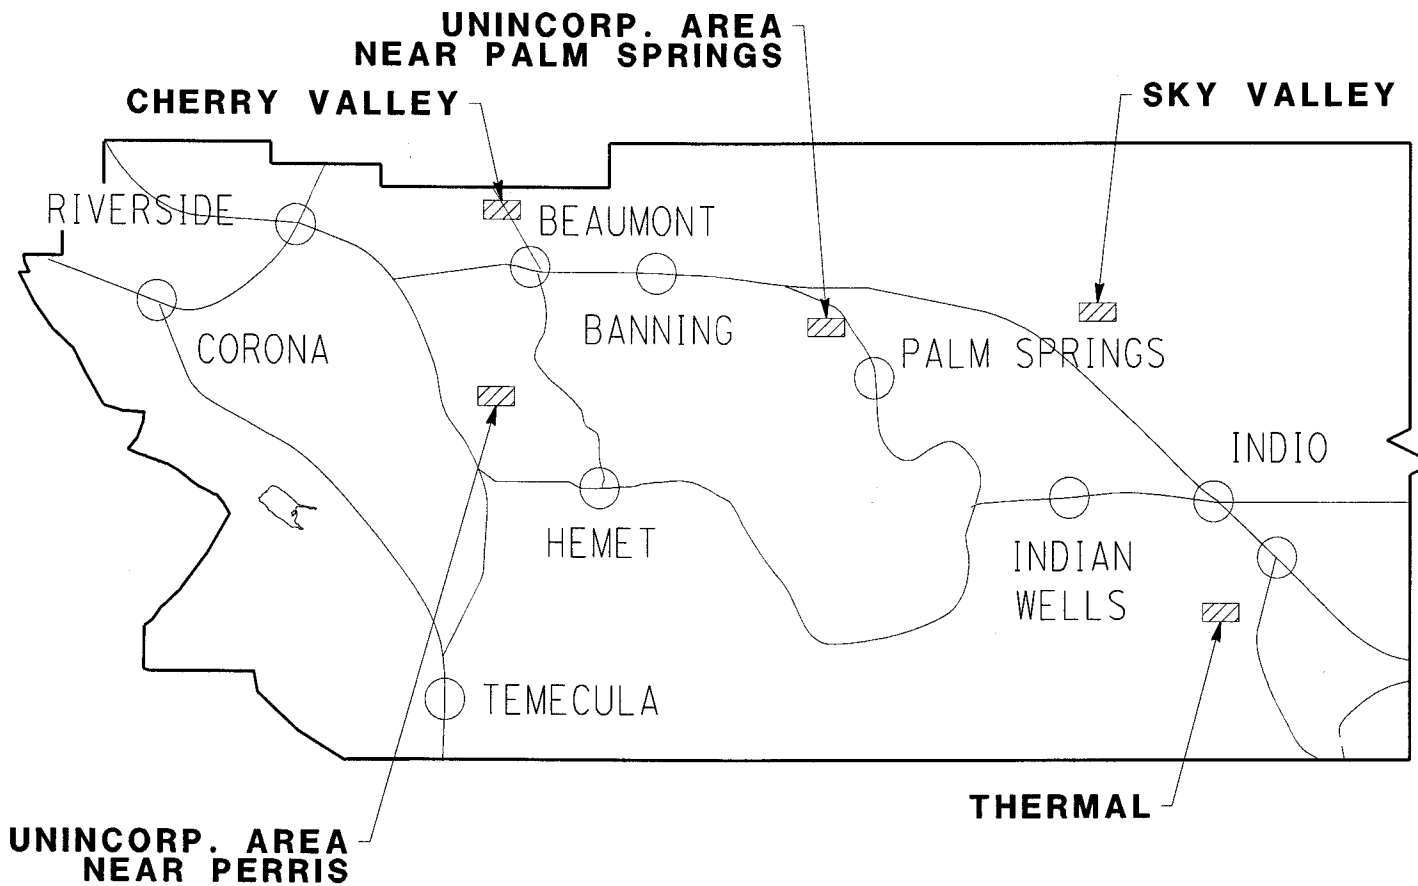 UNINCORP. AREA
NEAR PALM SPRINGS
CHERRY VALLEY
SKY VALLEY
RIVERSIDE
BEAUMONT
CORONA
BANNING
PALM SPRINGS
INDIO
HEMET
INDIAN
WELLS
TEMECULA
THERMAL
UNINCORP. AREA
NEAR PERRIS